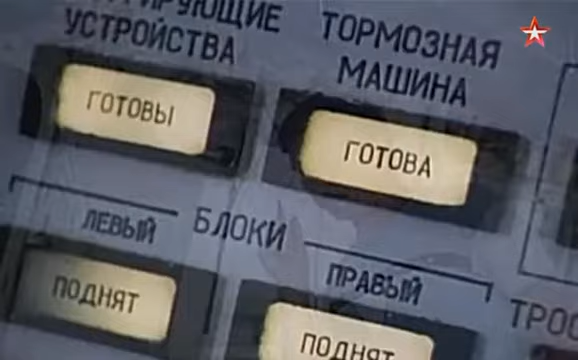 УСТРОЙСТВА
ГОТОВЫ
ТОРМОЗНАЯ
МАШИНА
ГОТОВА
БЛОКИ
ЛЕВЫЙ
ПОДНЯТ
ПРАВЫЙ
ПОДНЯТ